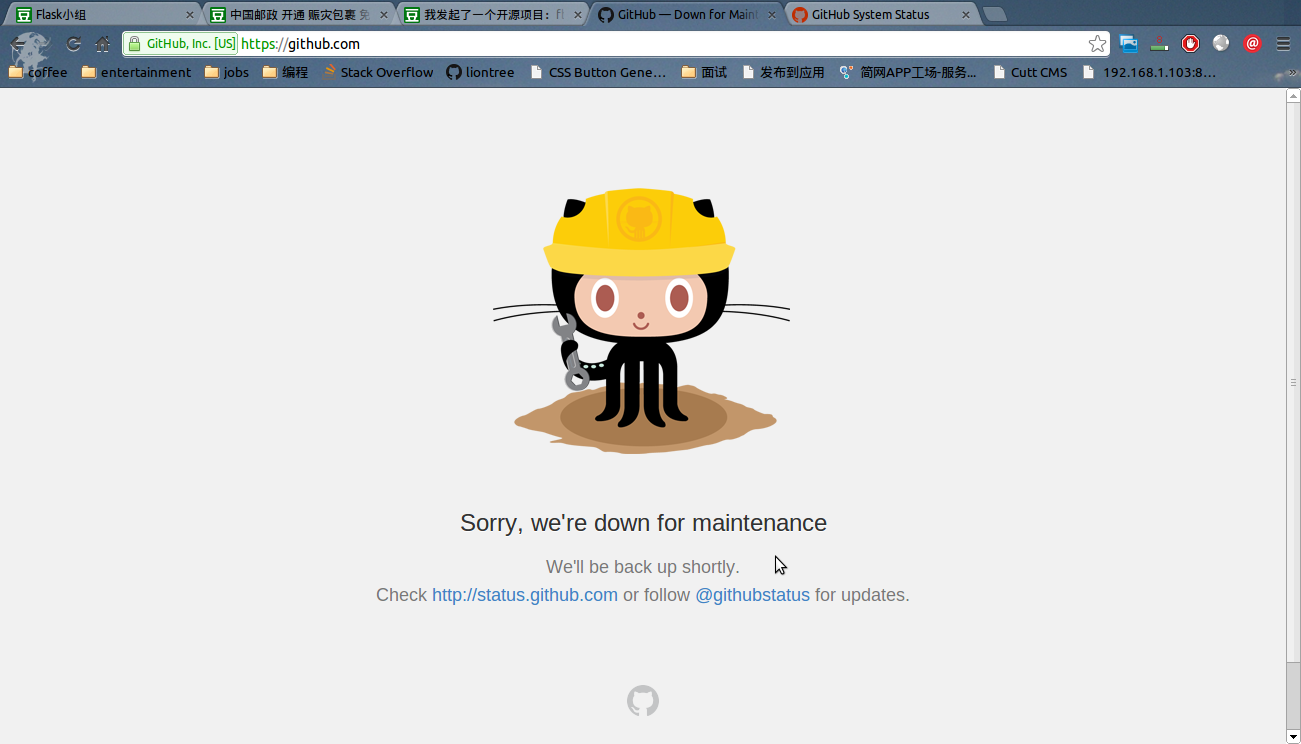 Flask小组
中国邮政 开通 赈灾包裹 免
我发起了一个开源项目：fl
GitHub — Down for Maint
GitHub System Status
GitHub, Inc. [US] https://github.com
coffee entertainment jobs 编程 Stack Overflow liontree CSS Button Gene... 面试 发布到应用 简网APP工场-服务... Cutt CMS 192.168.1.103:8... »
Sorry, we're down for maintenance
We'll be back up shortly.
Check http://status.github.com or follow @githubstatus for updates.